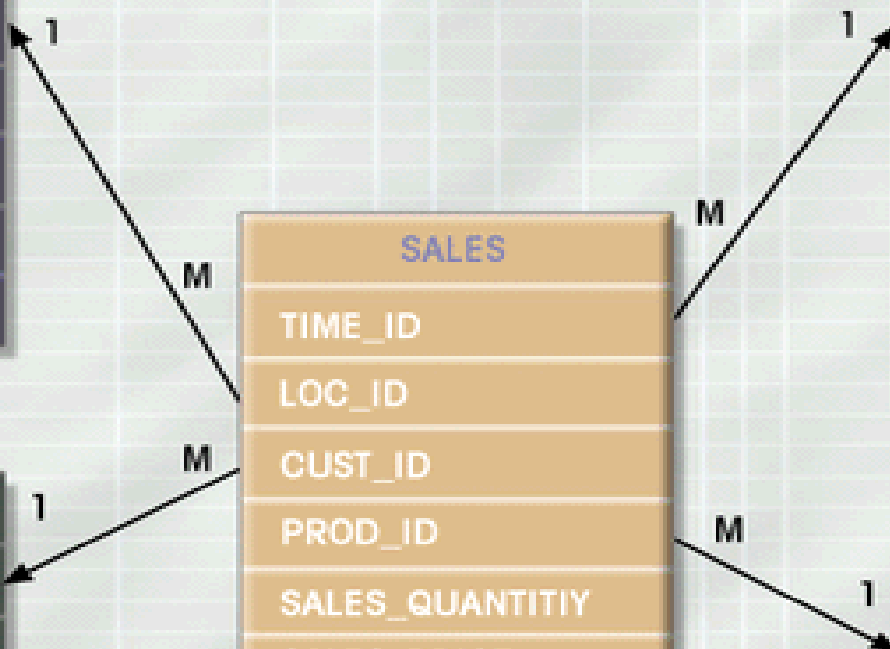 1
1
M
SALES
M
TIME_ID
LOC_ID
M
CUST_ID
1
PROD_ID
M
1
SALES_QUANTITIY